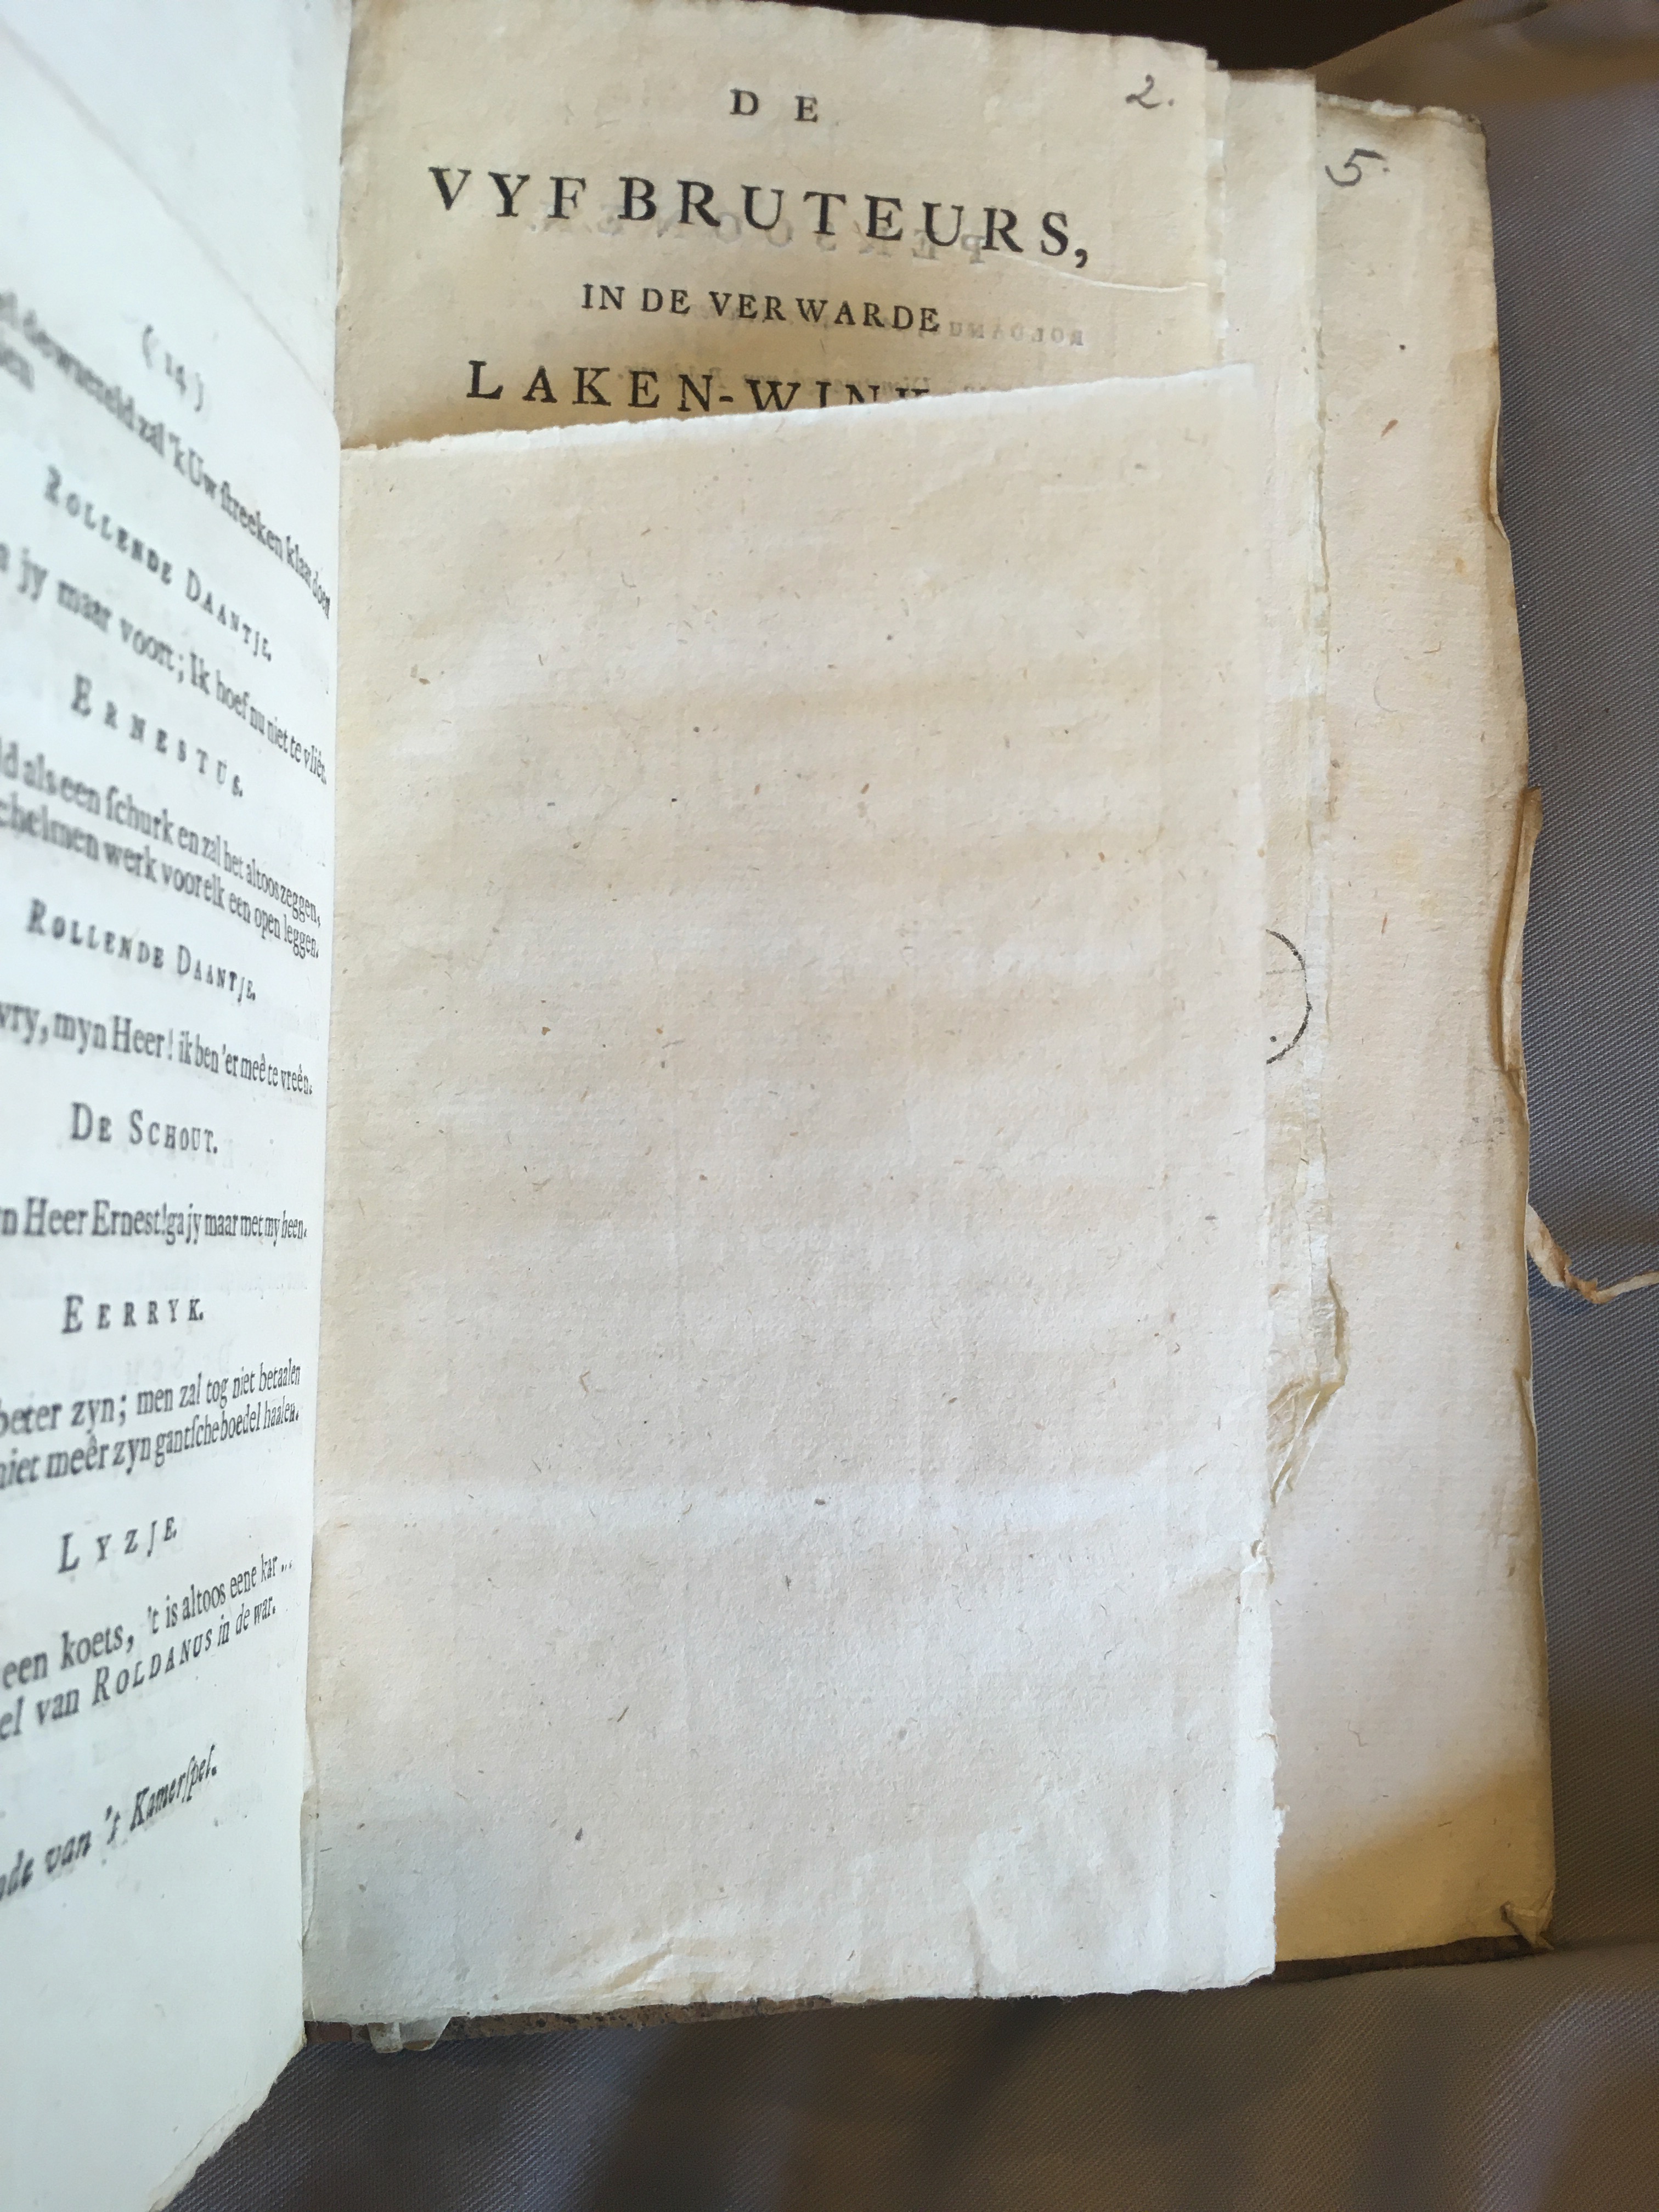 ( 14 )
zal 'k Uw ſtreeken klaar doen
ROLLENDE DAANTJE.
jy maar voort; Ik hoef nu niet te vliên.
ERNESTUS.
als een ſchurk en zal het altoos zeggen,
werk voor elk een open leggen.
ROLLENDE DAANTJE.
vry, myn Heer! ik ben 'er meê te vreên.
DE SCHOUT.
Heer Ernest! ga jy maar met my heen.
EERRYK.
beter zyn; men zal tog niet betaalen
niet meêr zyn gantſche boedel haalen.
LYZJE.
een koets, 't is altoos eene kar ...
van ROLDANUS in de war.
van 't Kamerſpel.
2.
DE
VYF BRUTEURS,
IN DE VERWARDE
LAKEN-WINK
5.